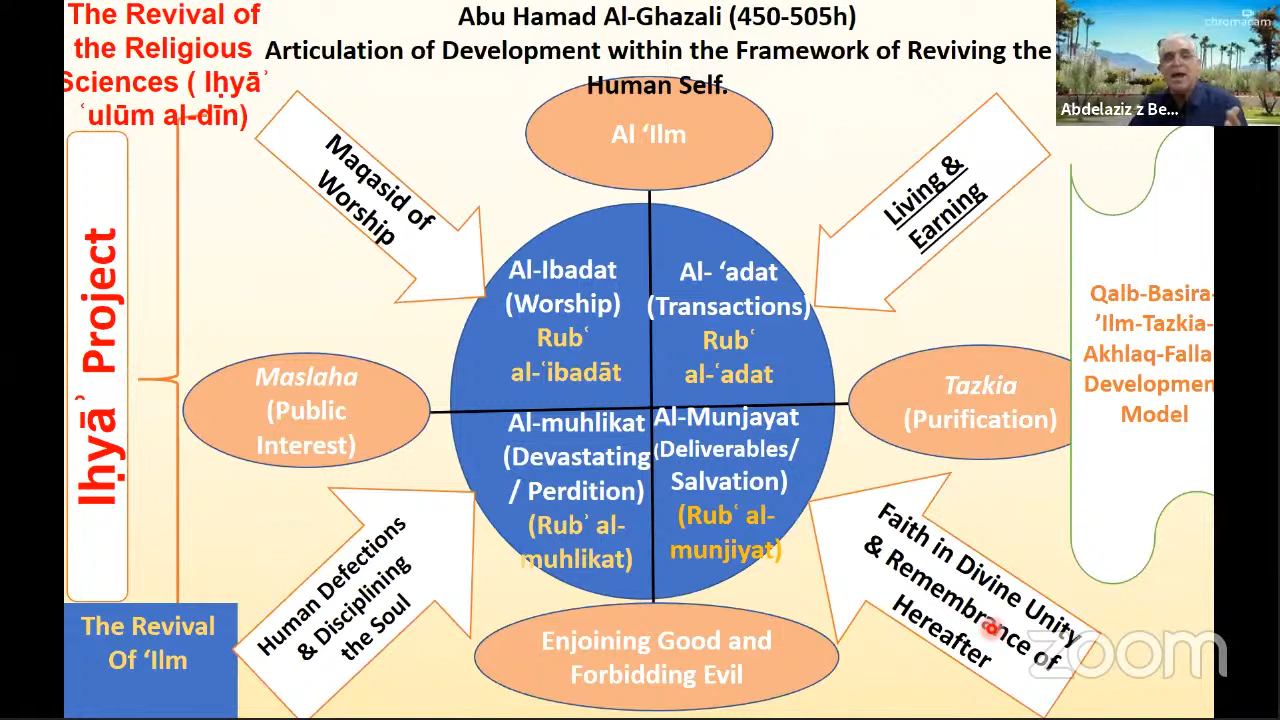 The Revival of
the Religious
Sciences ( Iḥyāʾ
ʿulūm al-dīn)
Abu Hamad Al-Ghazali (450-505h)
Articulation of Development within the Framework of Reviving the
Human Self.
chromacam
Abdelaziz z Be...
Al ‘Ilm
Maqasid of
Worship
Living &
Earning
Iḥyāʾ Project
Al-Ibadat
(Worship)
Rubʿ
al-ʿibadāt
Al- ‘adat
(Transactions)
Rubʿ
al-ʿadat
Maslaha
(Public
Interest)
Tazkia
(Purification)
Qalb-Basira-
’Ilm-Tazkia-
Akhlaq-Falla
Developmen
Model
Al-muhlikat
(Devastating
/ Perdition)
(Rubʾ al-
muhlikat)
Al-Munjayat
(Deliverables/
Salvation)
(Rubʿ al-
munjiyat)
Human Defections
& Disciplining
the Soul
Faith in Divine Unity
& Remembrance of
Hereafter
The Revival
Of ‘Ilm
Enjoining Good and
Forbidding Evil
zoom